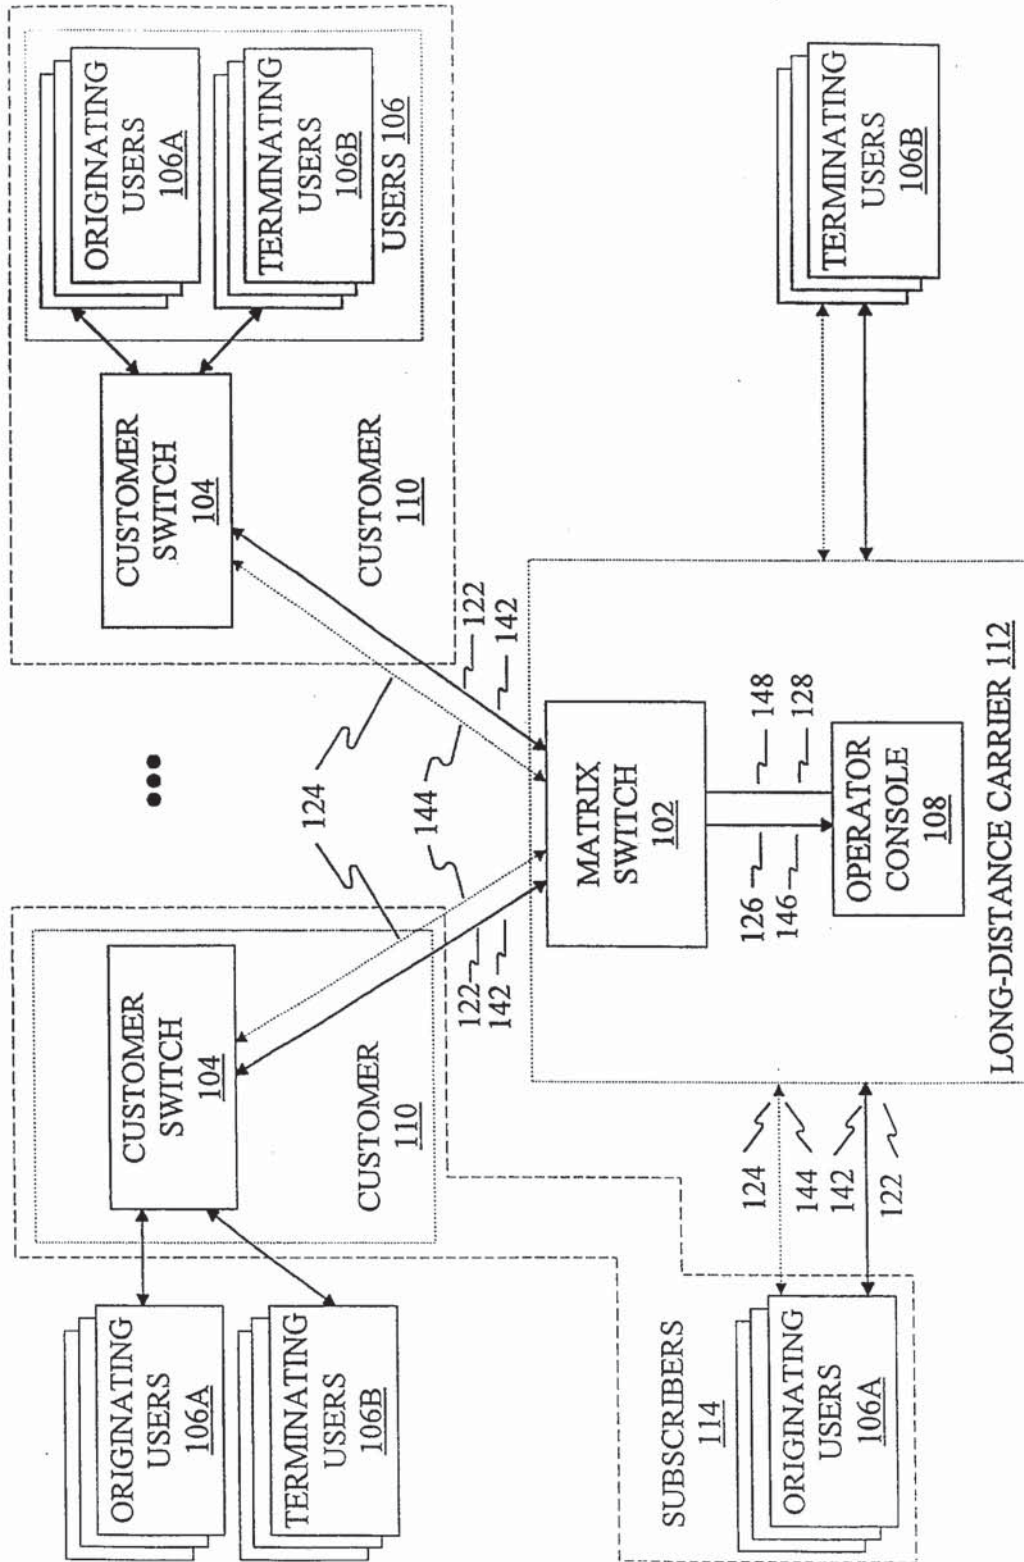 ORIGINATING
USERS
106A
TERMINATING
USERS
106B
CUSTOMER
SWITCH
104
CUSTOMER
110
•••
CUSTOMER
SWITCH
104
CUSTOMER
110
ORIGINATING
USERS
106A
TERMINATING
USERS
106B
USERS 106
124
144
122
142
122
142
SUBSCRIBERS
114
ORIGINATING
USERS
106A
124
144
142
122
MATRIX
SWITCH
102
126
146
148
128
OPERATOR
CONSOLE
108
LONG-DISTANCE CARRIER 112
TERMINATING
USERS
106B